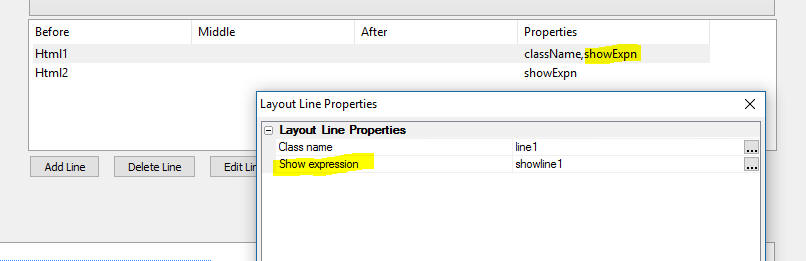 Before Middle After Properties
Html1 className,showExpn
Html2 showExpn
Layout Line Properties
Layout Line Properties
Class name line1 ...
Show expression showline1 ...
Add Line Delete Line Edit Lin